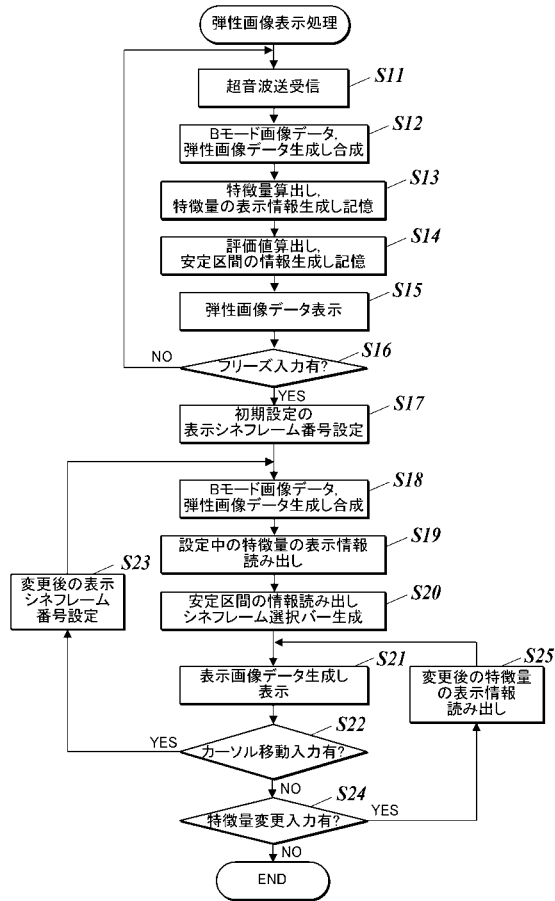 弾性画像表示処理
S11
超音波送受信
S12
Bモード画像データ,
弾性画像データ生成し合成
S13
特徴量算出し,
特徴量の表示情報生成し記憶
S14
評価値算出し,
安定区間の情報生成し記憶
S15
弾性画像データ表示
S16
NO
フリーズ入力有?
YES
S17
初期設定の
表示シネフレーム番号設定
S18
Bモード画像データ,
弾性画像データ生成し合成
S19
設定中の特徴量の表示情報
読み出し
S23
変更後の表示
シネフレーム
番号設定
S20
安定区間の情報読み出し
シネフレーム選択バー生成
S21
表示画像データ生成し
表示
S25
変更後の特徴量
の表示情報
読み出し
S22
YES
カーソル移動入力有?
NO
S24
特徴量変更入力有?
YES
NO
END